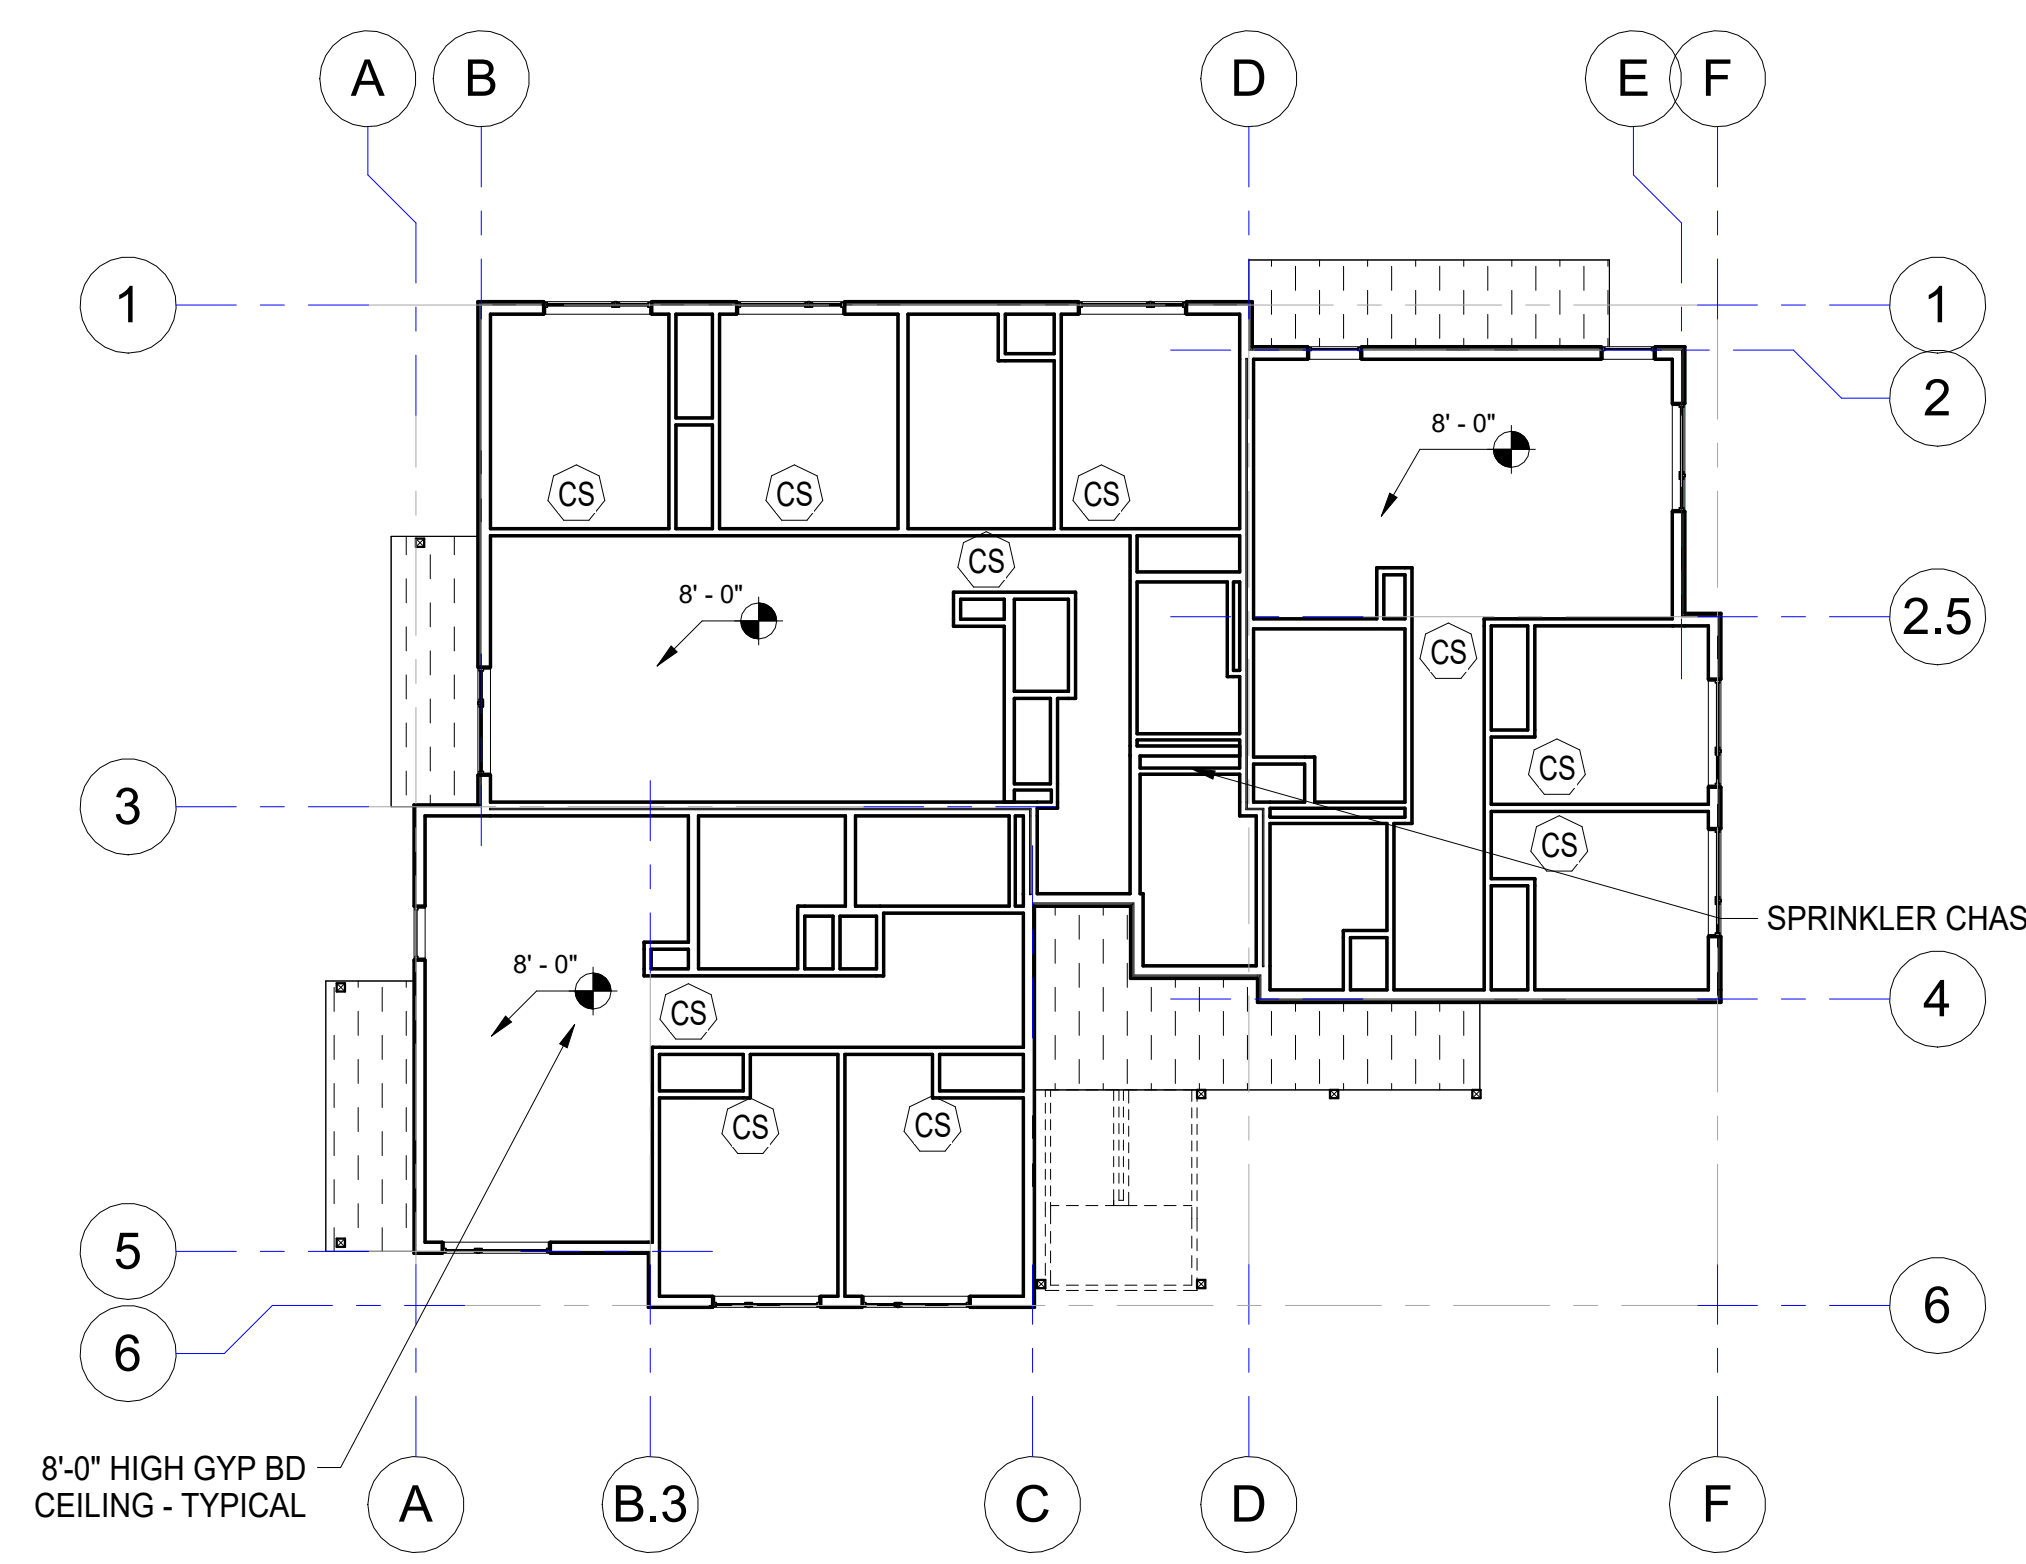 A
B
D
E
F
1
1
2
8' - 0"
CS
CS
CS
CS
8' - 0"
2.5
CS
3
CS
CS
SPRINKLER CHAS
8' - 0"
CS
4
CS
CS
5
6
6
8'-0" HIGH GYP BD
CEILING - TYPICAL
A
B.3
C
D
F